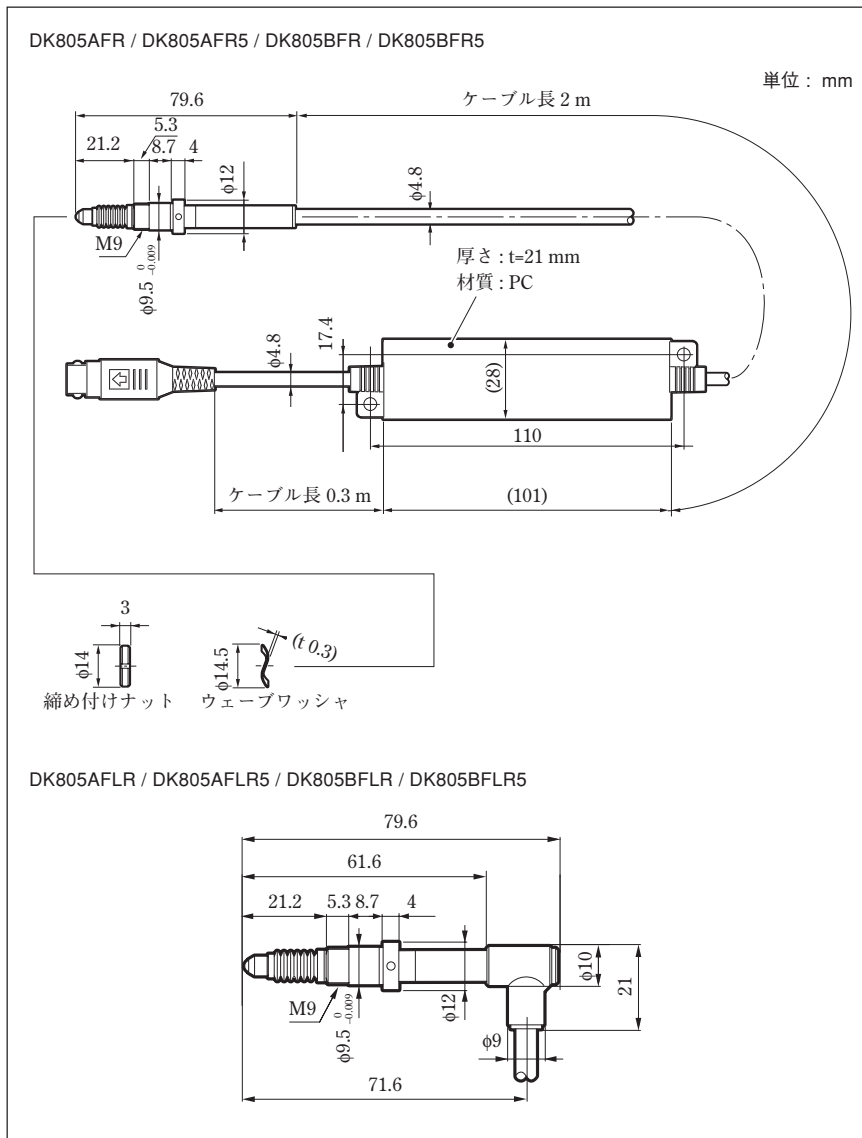 DK805AFR / DK805AFR5 / DK805BFR / DK805BFR5
単位： mm
79.6
ケーブル長 2 m
5.3
21.2
8.7
4
φ12
φ4.8
M9
φ9.5 0 -0.009
厚さ : t=21 mm
材質 : PC
17.4
φ4.8
(28)
110
ケーブル長 0.3 m
(101)
3
φ14
締め付けナット
(t 0.3)
φ14.5
ウェーブワッシャ
DK805AFLR / DK805AFLR5 / DK805BFLR / DK805BFLR5
79.6
61.6
21.2
5.3
8.7
4
M9
φ9.5 0 -0.009
φ12
φ10
21
φ9
71.6